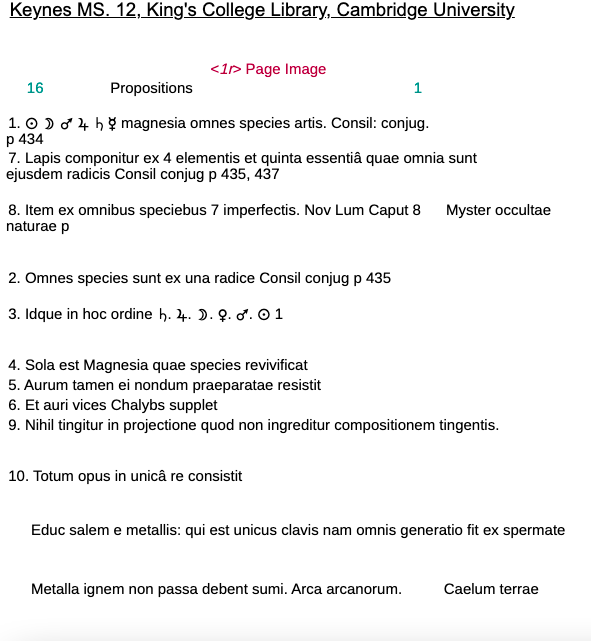 Keynes MS. 12, King's College Library, Cambridge University
<1r> Page Image
16 Propositions 1
1. ☉ ☽ ♂ ♃ ♄ ☿ magnesia omnes species artis. Consil: conjug.
p 434
7. Lapis componitur ex 4 elementis et quinta essentiâ quae omnia sunt
ejusdem radicis Consil conjug p 435, 437
8. Item ex omnibus speciebus 7 imperfectis. Nov Lum Caput 8 Myster occultae
naturae p
2. Omnes species sunt ex una radice Consil conjug p 435
3. Idque in hoc ordine ♄. ♃. ☽. ♀. ♂. ☉ 1
4. Sola est Magnesia quae species revivificat
5. Aurum tamen ei nondum praeparatae resistit
6. Et auri vices Chalybs supplet
9. Nihil tingitur in projectione quod non ingreditur compositionem tingentis.
10. Totum opus in unicâ re consistit
Educ salem e metallis: qui est unicus clavis nam omnis generatio fit ex spermate
Metalla ignem non passa debent sumi. Arca arcanorum. Caelum terrae